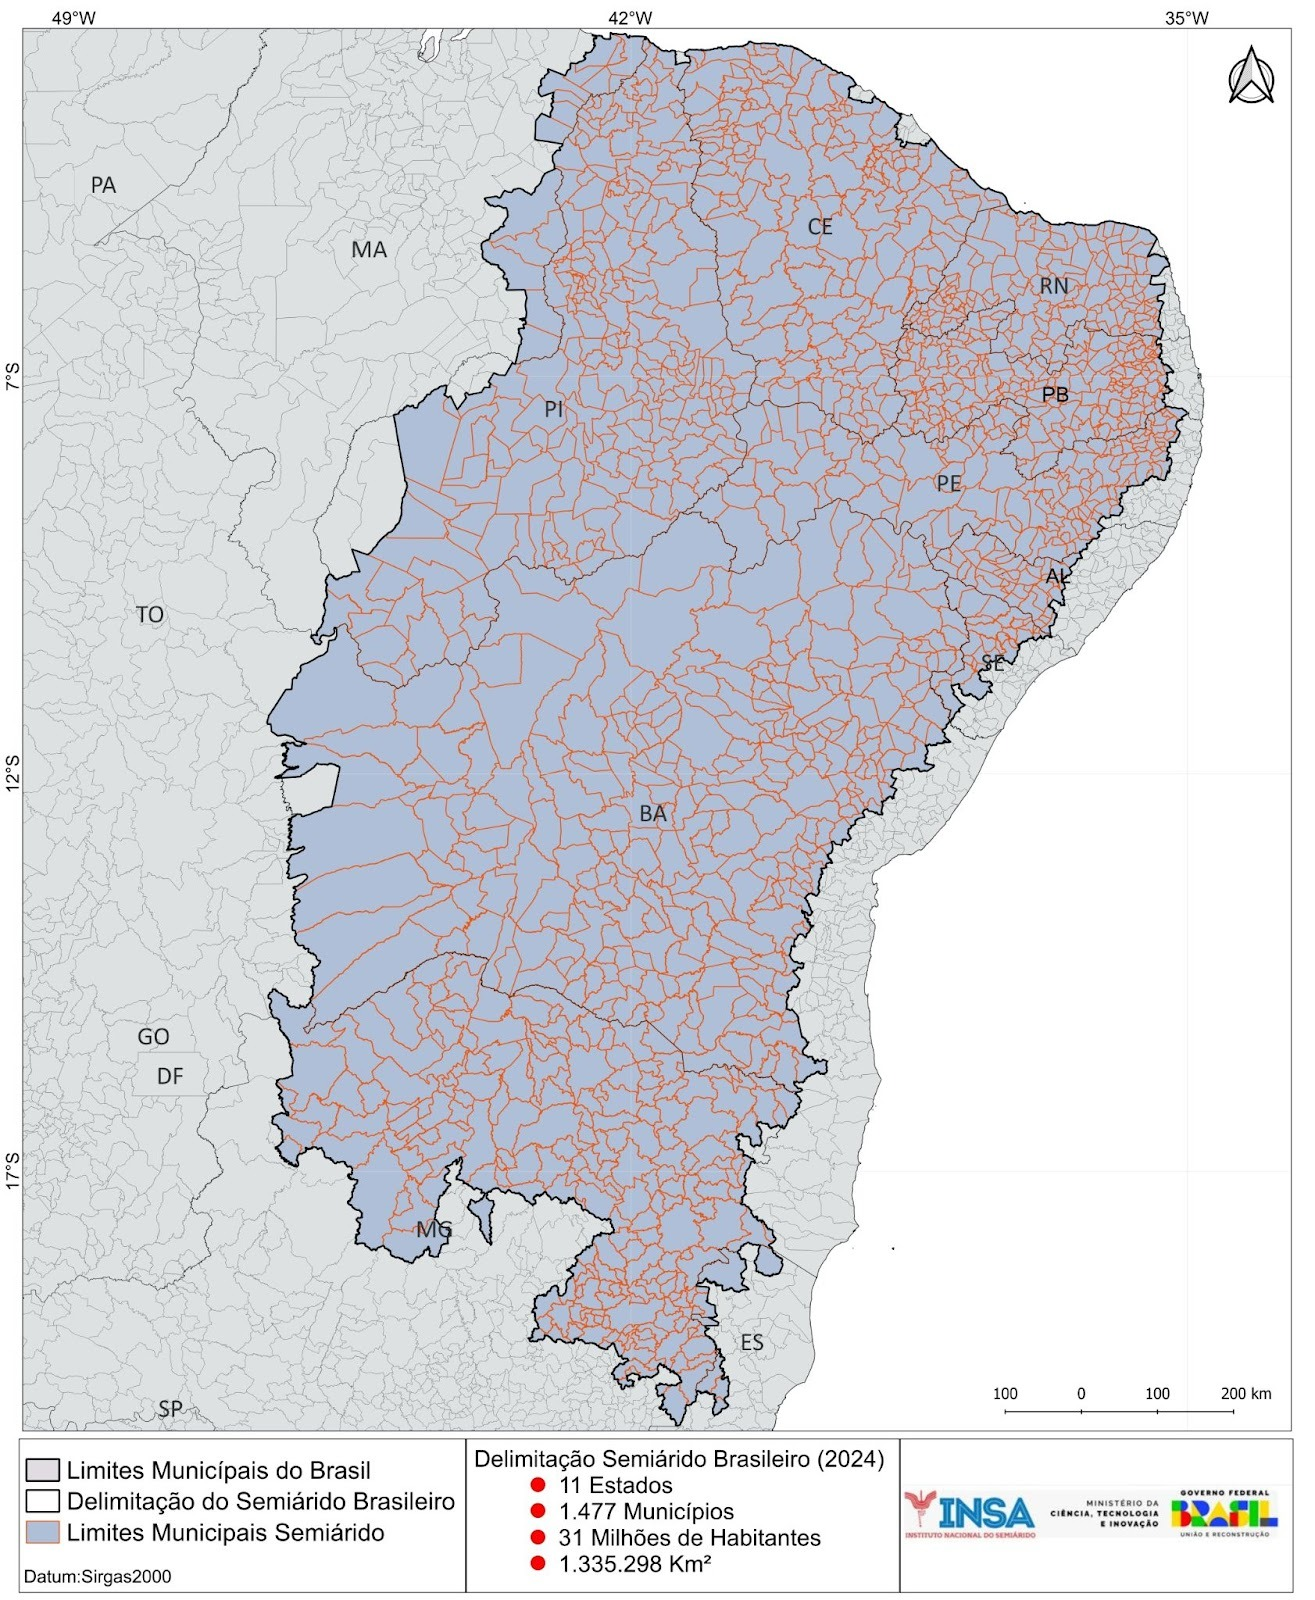 49°W 42°W 35°W
PA
MA
CE
RN
7°S
PB
PI
PE
AL
TO
SE
12°S
BA
GO
DF
17°S
MG
ES
100 0 100 200 km
SP
Limites Municípais do Brasil
Delimitação do Semiárido Brasileiro
Limites Municipais Semiárido
Datum:Sirgas2000
Delimitação Semiárido Brasileiro (2024)
11 Estados
1.477 Municípios
31 Milhões de Habitantes
1.335.298 Km²
INSA
INSTITUTO NACIONAL DO SEMIÁRIDO
MINISTÉRIO DA
CIÊNCIA, TECNOLOGIA
E INOVAÇÃO
GOVERNO FEDERAL
BRASIL
UNIÃO E RECONSTRUÇÃO